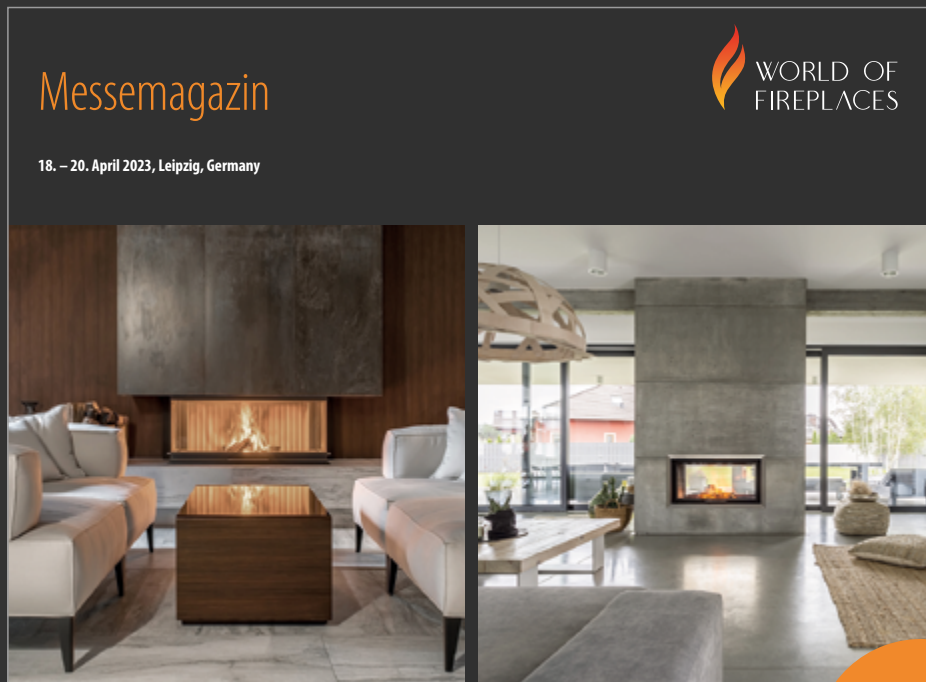 Messemagazin
WORLD OF
FIREPLACES
18. – 20. April 2023, Leipzig, Germany